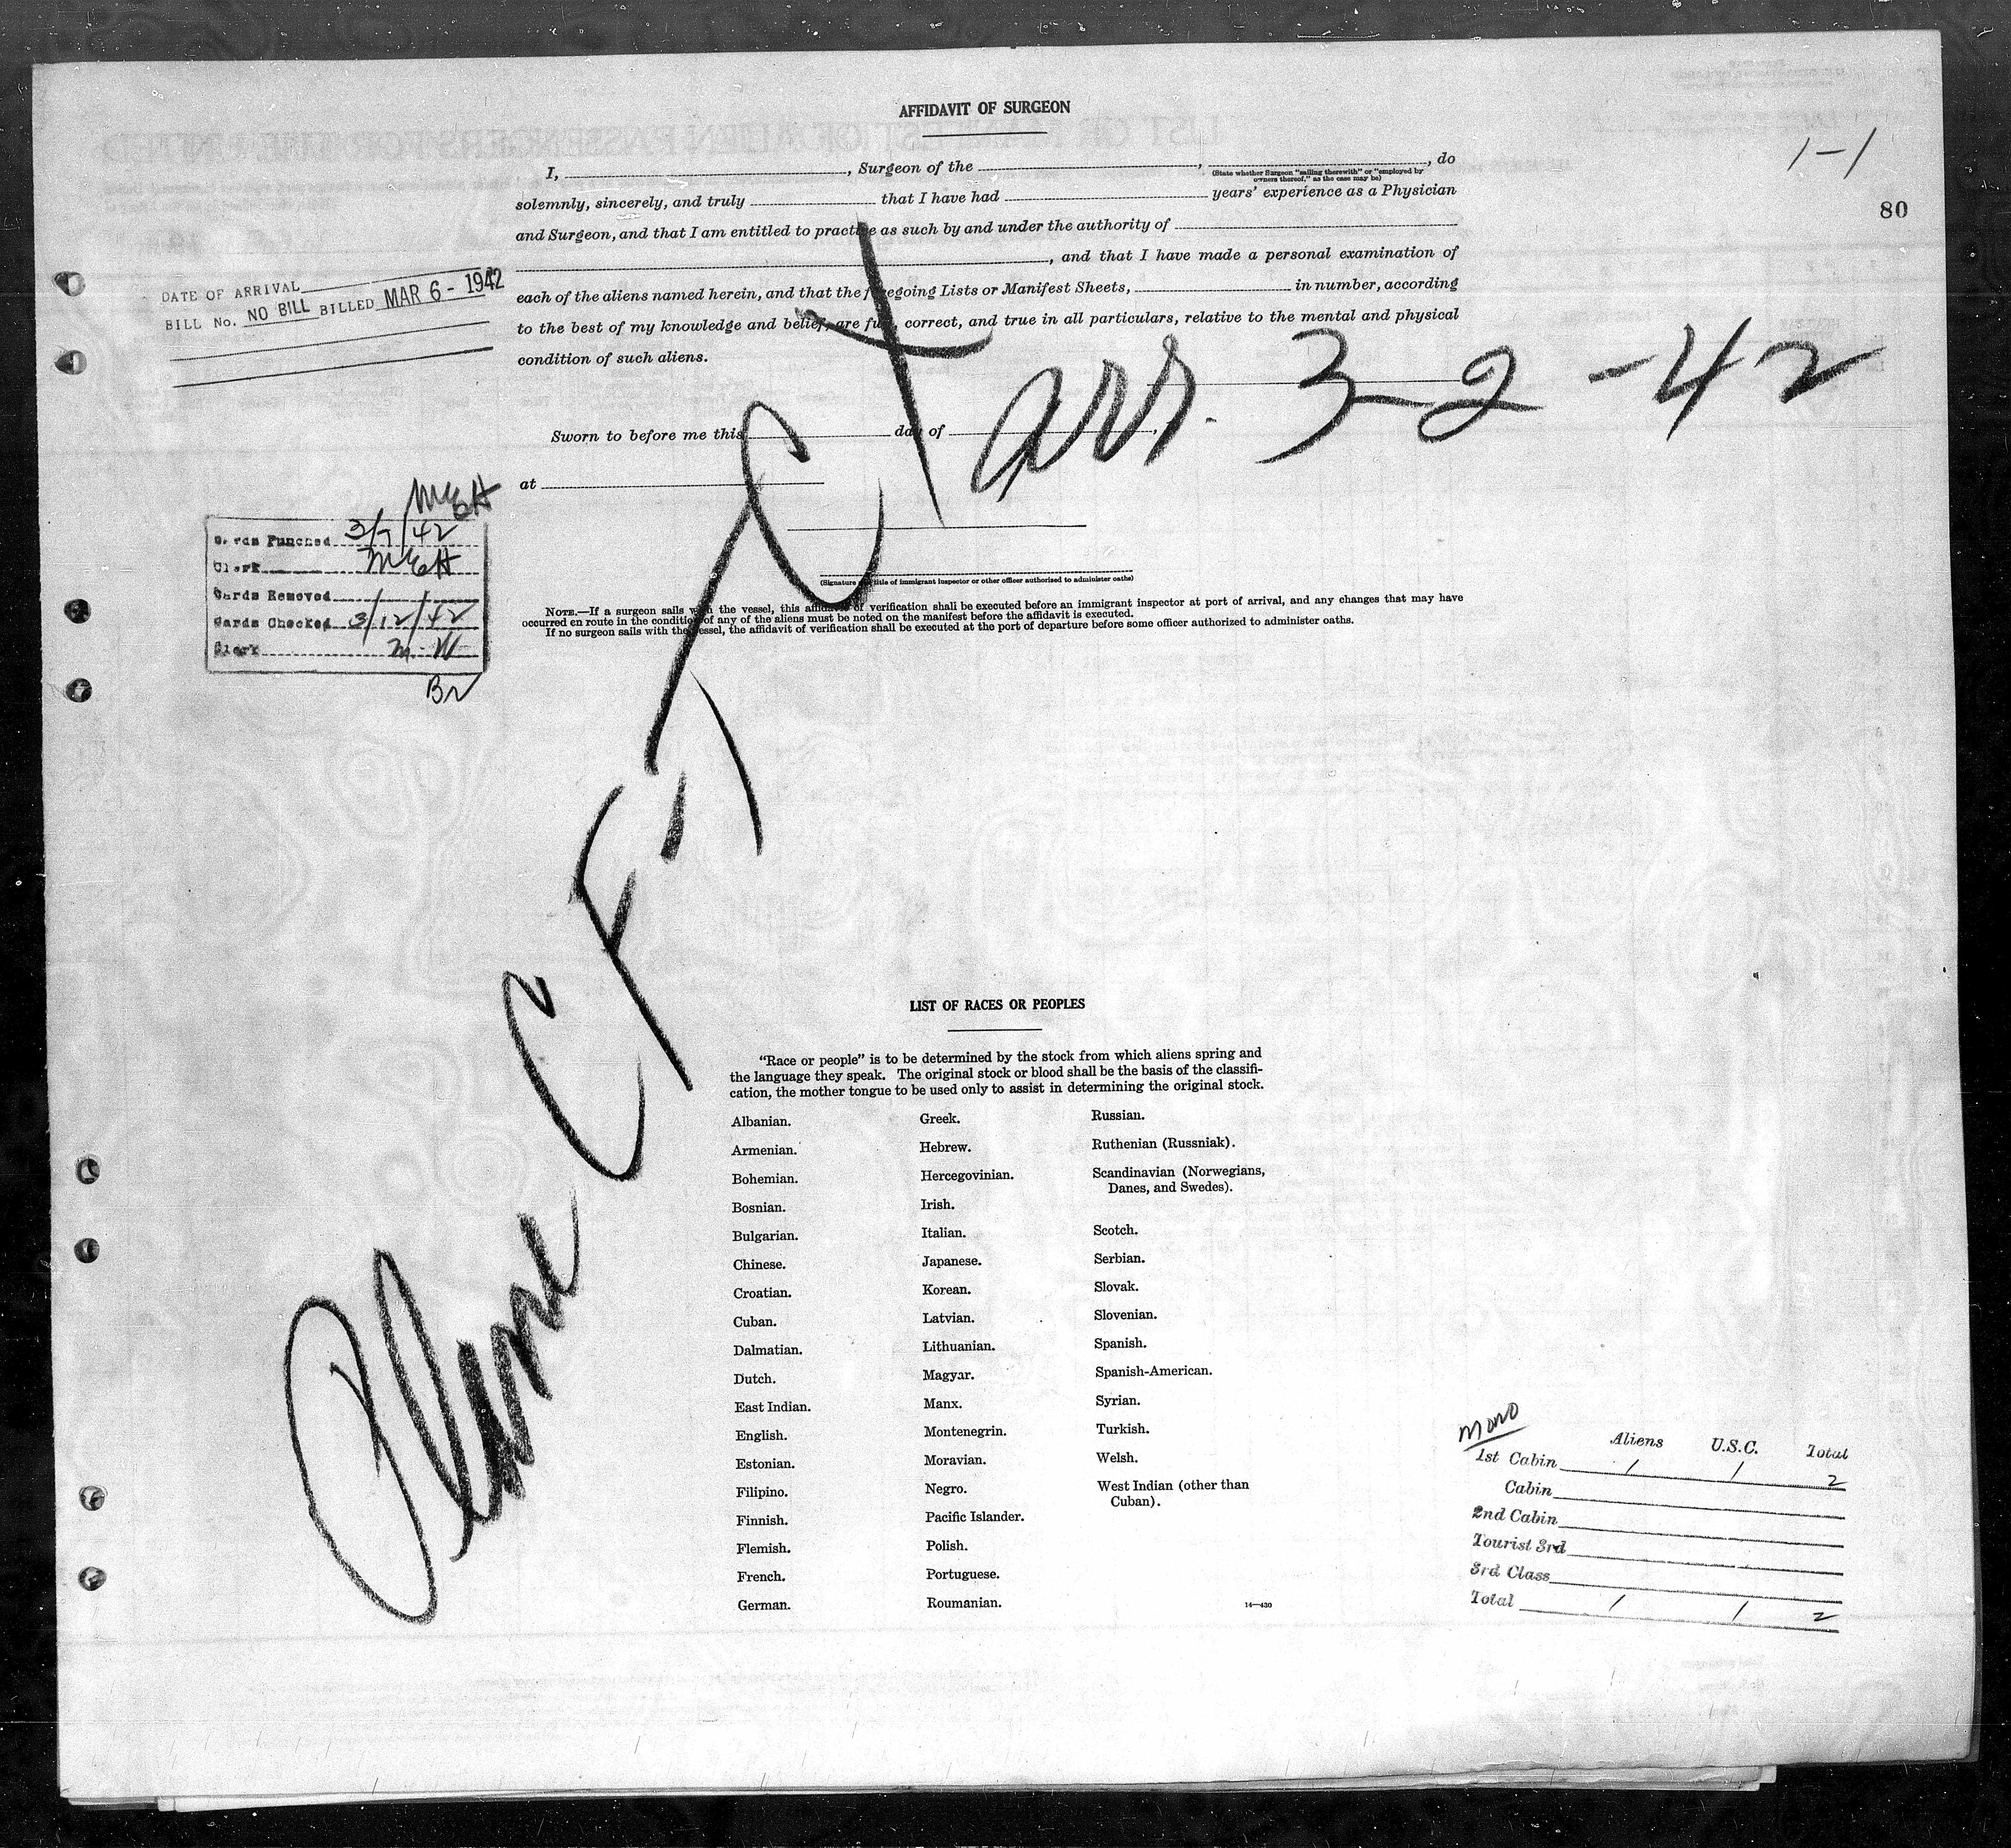 AFFIDAVIT OF SURGEON
1-1
80
I, , Surgeon of the , , do
(State whether Surgeon "sailing therewith" or "employed by
owners thereof," as the case may be)
solemnly, sincerely, and truly that I have had years' experience as a Physician
and Surgeon, and that I am entitled to practice as such by and under the authority of
, and that I have made a personal examination of
each of the aliens named herein, and that the foregoing Lists or Manifest Sheets, in number, according
to the best of my knowledge and belief, are full, correct, and true in all particulars, relative to the mental and physical
condition of such aliens.
DATE OF ARRIVAL
BILL No. NO BILL BILLED MAR 6 - 1942
arr. 3-2-42
Sworn to before me this day of ,
at
(Signature and title of immigrant inspector or other officer authorized to administer oaths)
MEH
Cards Punched 3/7/42
Clerk MEH
Cards Removed
Cards Checked 3/12/42
Clerk M-W
Br
NOTE.—If a surgeon sails with the vessel, this affidavit of verification shall be executed before an immigrant inspector at port of arrival, and any changes that may have
occurred en route in the condition of any of the aliens must be noted on the manifest before the affidavit is executed.
If no surgeon sails with the vessel, the affidavit of verification shall be executed at the port of departure before some officer authorized to administer oaths.
Plane CF-
LIST OF RACES OR PEOPLES
"Race or people" is to be determined by the stock from which aliens spring and
the language they speak. The original stock or blood shall be the basis of the classifi-
cation, the mother tongue to be used only to assist in determining the original stock.
Albanian.
Armenian.
Bohemian.
Bosnian.
Bulgarian.
Chinese.
Croatian.
Cuban.
Dalmatian.
Dutch.
East Indian.
English.
Estonian.
Filipino.
Finnish.
Flemish.
French.
German.
Greek.
Hebrew.
Hercegovinian.
Irish.
Italian.
Japanese.
Korean.
Latvian.
Lithuanian.
Magyar.
Manx.
Montenegrin.
Moravian.
Negro.
Pacific Islander.
Polish.
Portuguese.
Roumanian.
Russian.
Ruthenian (Russniak).
Scandinavian (Norwegians,
Danes, and Swedes).
Scotch.
Serbian.
Slovak.
Slovenian.
Spanish.
Spanish-American.
Syrian.
Turkish.
Welsh.
West Indian (other than
Cuban).
14—430
Aliens U.S.C. Total
1st Cabin 1 1 2
Cabin
2nd Cabin
Tourist 3rd
3rd Class
Total 1 1 2